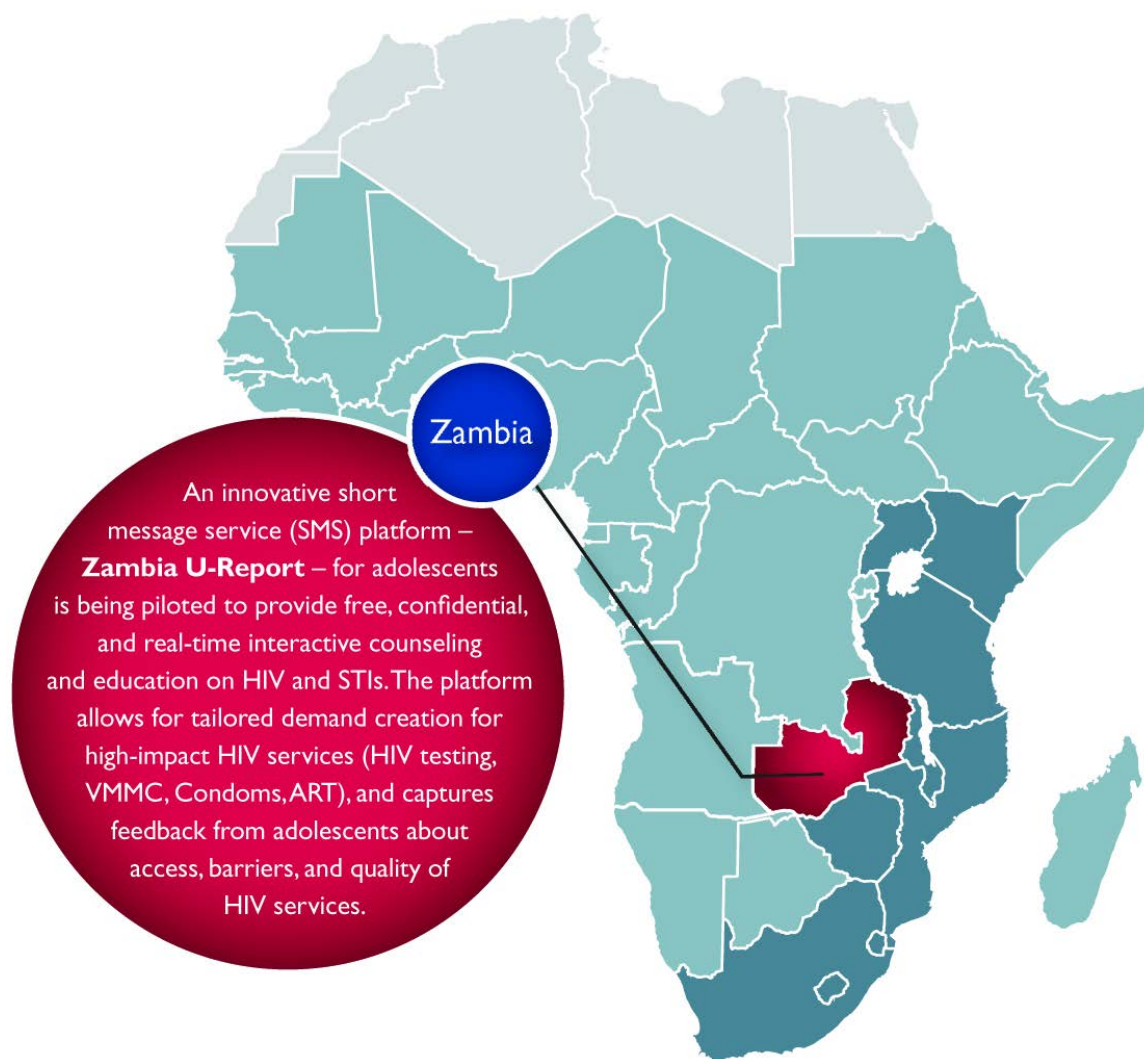 Zambia
An innovative short
message service (SMS) platform –
Zambia U-Report – for adolescents
is being piloted to provide free, confidential,
and real-time interactive counseling
and education on HIV and STIs. The platform
allows for tailored demand creation for
high-impact HIV services (HIV testing,
VMMC, Condoms, ART), and captures
feedback from adolescents about
access, barriers, and quality of
HIV services.